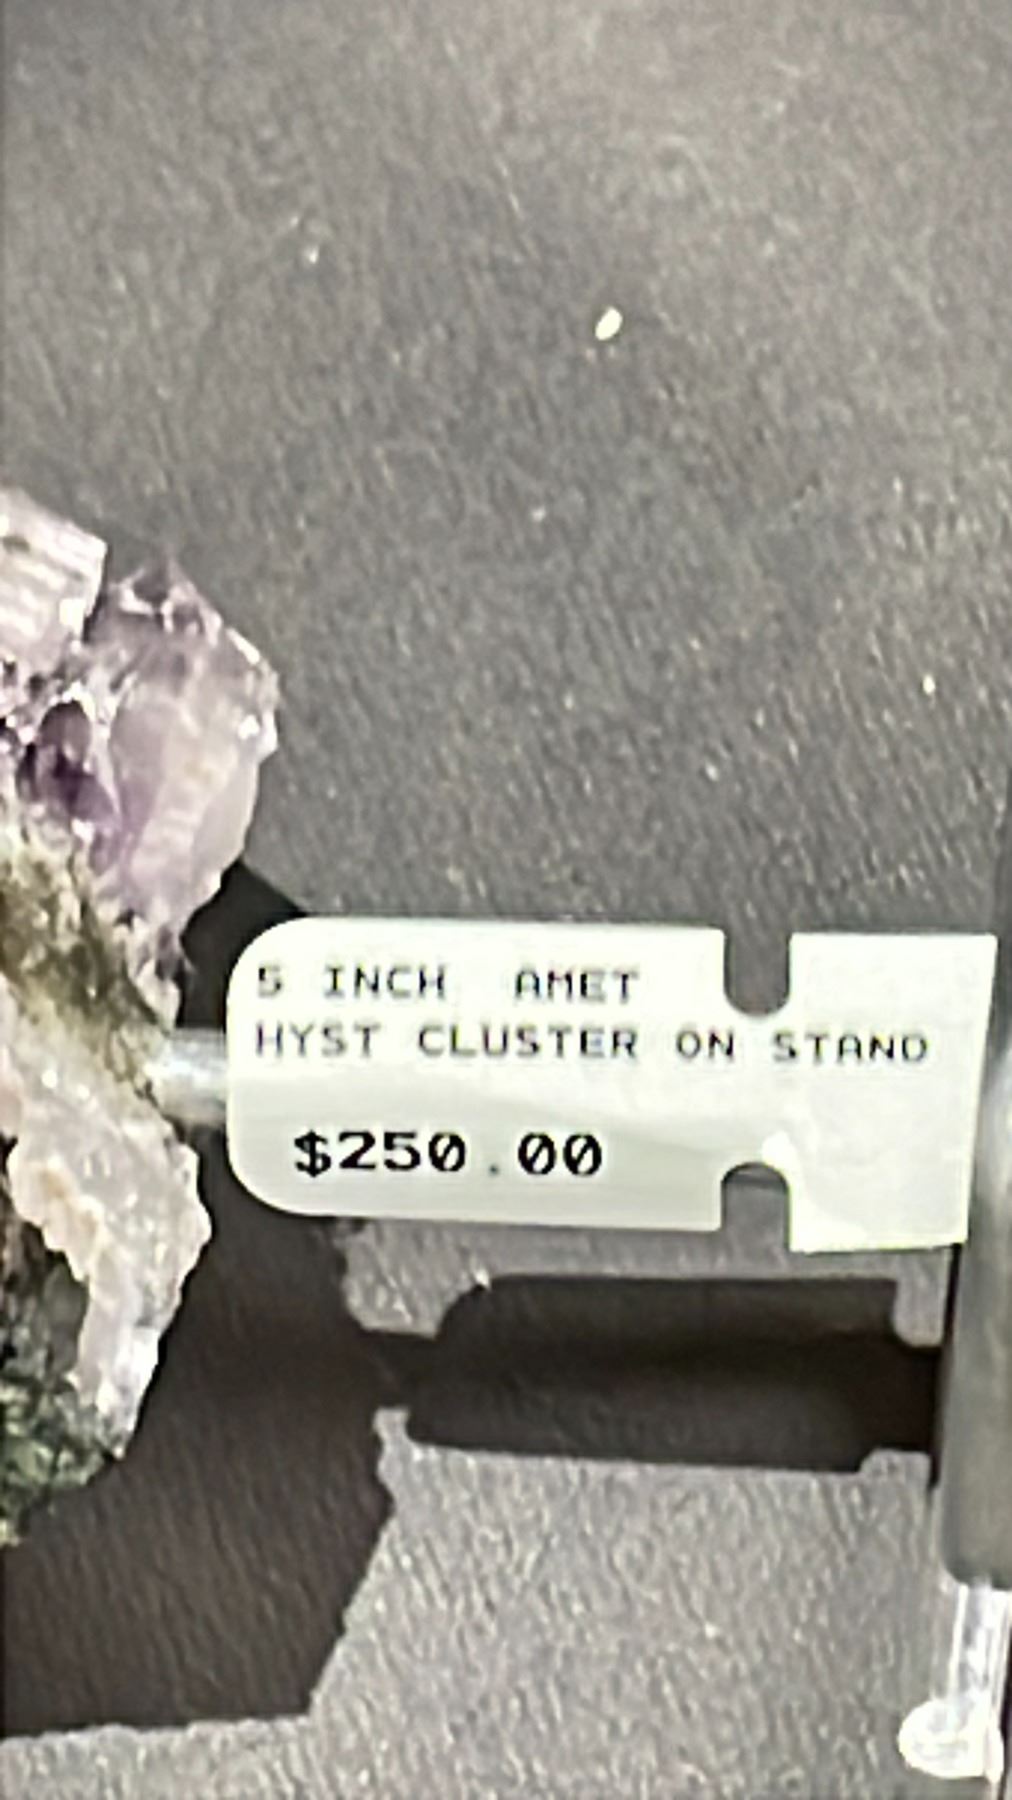 5 INCH AMET
HYST CLUSTER ON STAND
$250.00